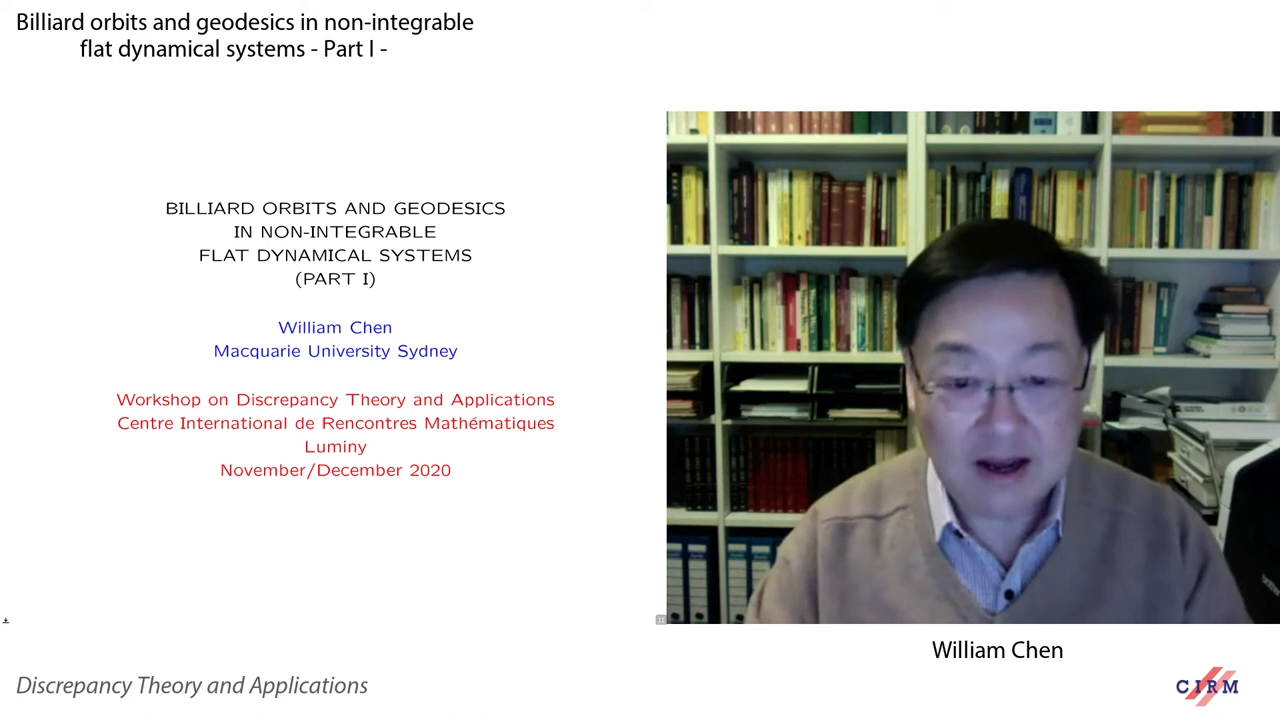 Billiard orbits and geodesics in non-integrable
flat dynamical systems - Part I -
BILLIARD ORBITS AND GEODESICS
IN NON-INTEGRABLE
FLAT DYNAMICAL SYSTEMS
(PART I)
William Chen
Macquarie University Sydney
Workshop on Discrepancy Theory and Applications
Centre International de Rencontres Mathématiques
Luminy
November/December 2020
William Chen
Discrepancy Theory and Applications
CIRM